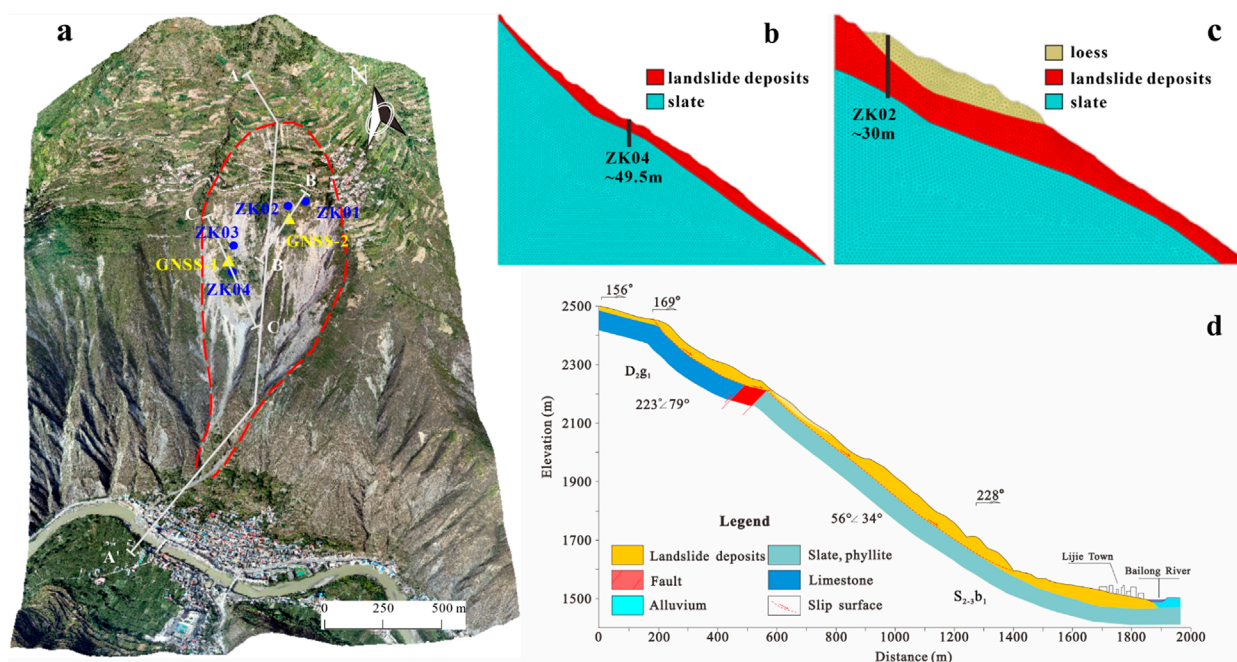 a
A
N
B
ZK02
ZK01
C
ZK03
GNSS-2
GNSS-1
B
ZK04
C
A'
0 250 500 m
b
landslide deposits
slate
ZK04
~49.5m
c
loess
landslide deposits
slate
ZK02
~30m
d
Elevation (m)
2500
2300
2100
1900
1700
1500
156°
169°
D₂g₁
223°∠79°
56°∠34°
228°
S₂₋₃b₁
Lijie Town
Bailong River
Legend
Landslide deposits
Slate, phyllite
Fault
Limestone
Alluvium
Slip surface
0 200 400 600 800 1000 1200 1400 1600 1800 2000
Distance (m)